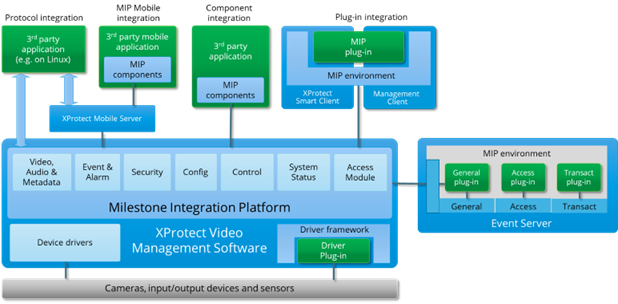 Protocol integration
MIP Mobile
integration
Component
integration
Plug-in integration
3rd party
application
(e.g. on Linux)
3rd party mobile
application
MIP
components
3rd party
application
MIP
components
MIP
plug-in
MIP environment
XProtect
Smart Client
Management
Client
XProtect Mobile Server
Video,
Audio &
Metadata
Event &
Alarm
Security
Config
Control
System
Status
Access
Module
Milestone Integration Platform
MIP environment
General
plug-in
Access
plug-in
Transact
plug-in
General
Access
Transact
Event Server
Device drivers
XProtect Video
Management Software
Driver framework
Driver
Plug-in
Cameras, input/output devices and sensors